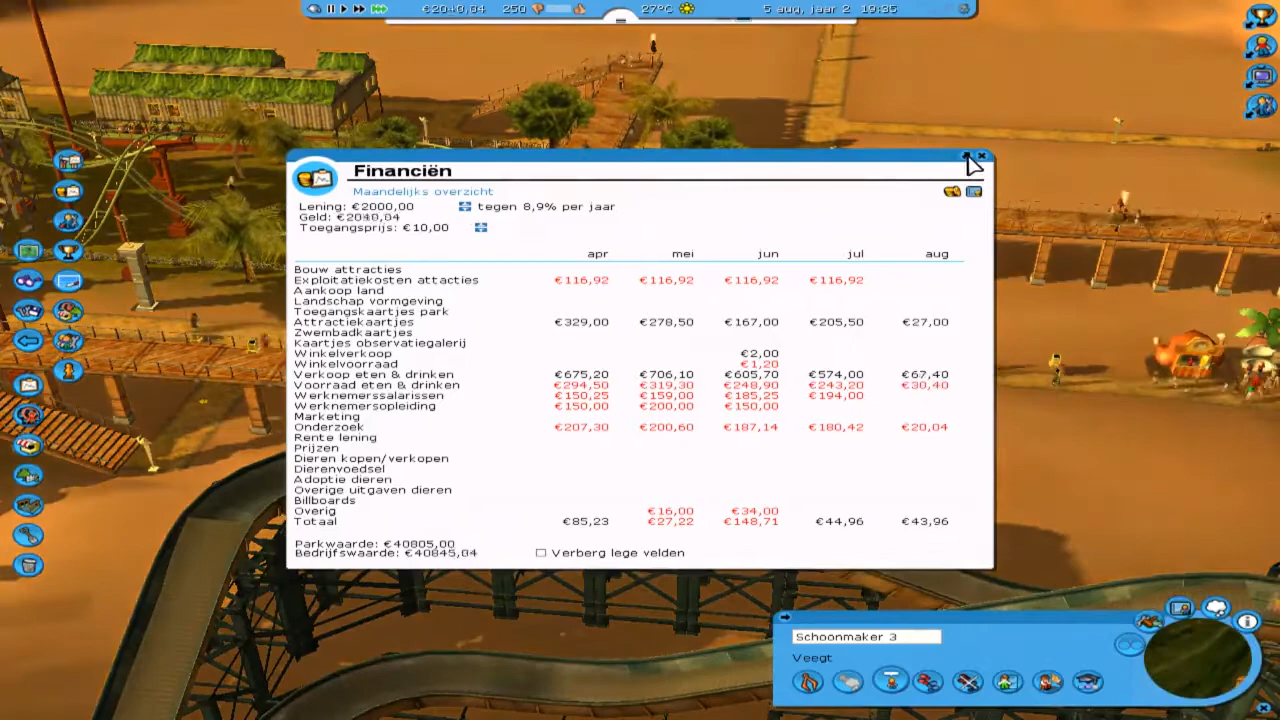 €2040,04 250 27°C 5 aug, jaar 2 19:35
Financiën
Maandelijks overzicht
Lening: €2000,00 tegen 8,9% per jaar
Geld: €2040,04
Toegangsprijs: €10,00
apr mei jun jul aug
Bouw attracties
Exploitatiekosten attacties €116,92 €116,92 €116,92 €116,92
Aankoop land
Landschap vormgeving
Toegangskaartjes park
Attractiekaartjes €329,00 €278,50 €167,00 €205,50 €27,00
Zwembadkaartjes
Kaartjes observatiegalerij
Winkelverkoop €2,00
Winkelvoorraad €1,20
Verkoop eten & drinken €675,20 €706,10 €605,70 €574,00 €67,40
Voorraad eten & drinken €294,50 €319,30 €248,90 €243,20 €30,40
Werknemerssalarissen €150,25 €159,00 €185,25 €194,00
Werknemersopleiding €150,00 €200,00 €150,00
Marketing
Onderzoek €207,30 €200,60 €187,14 €180,42 €20,04
Rente lening
Prijzen
Dieren kopen/verkopen
Dierenvoedsel
Adoptie dieren
Overige uitgaven dieren
Billboards
Overig €16,00 €34,00
Totaal €85,23 €27,22 €148,71 €44,96 €43,96
Parkwaarde: €40805,00
Bedrijfswaarde: €40845,04 Verberg lege velden
Schoonmaker 3
Veegt